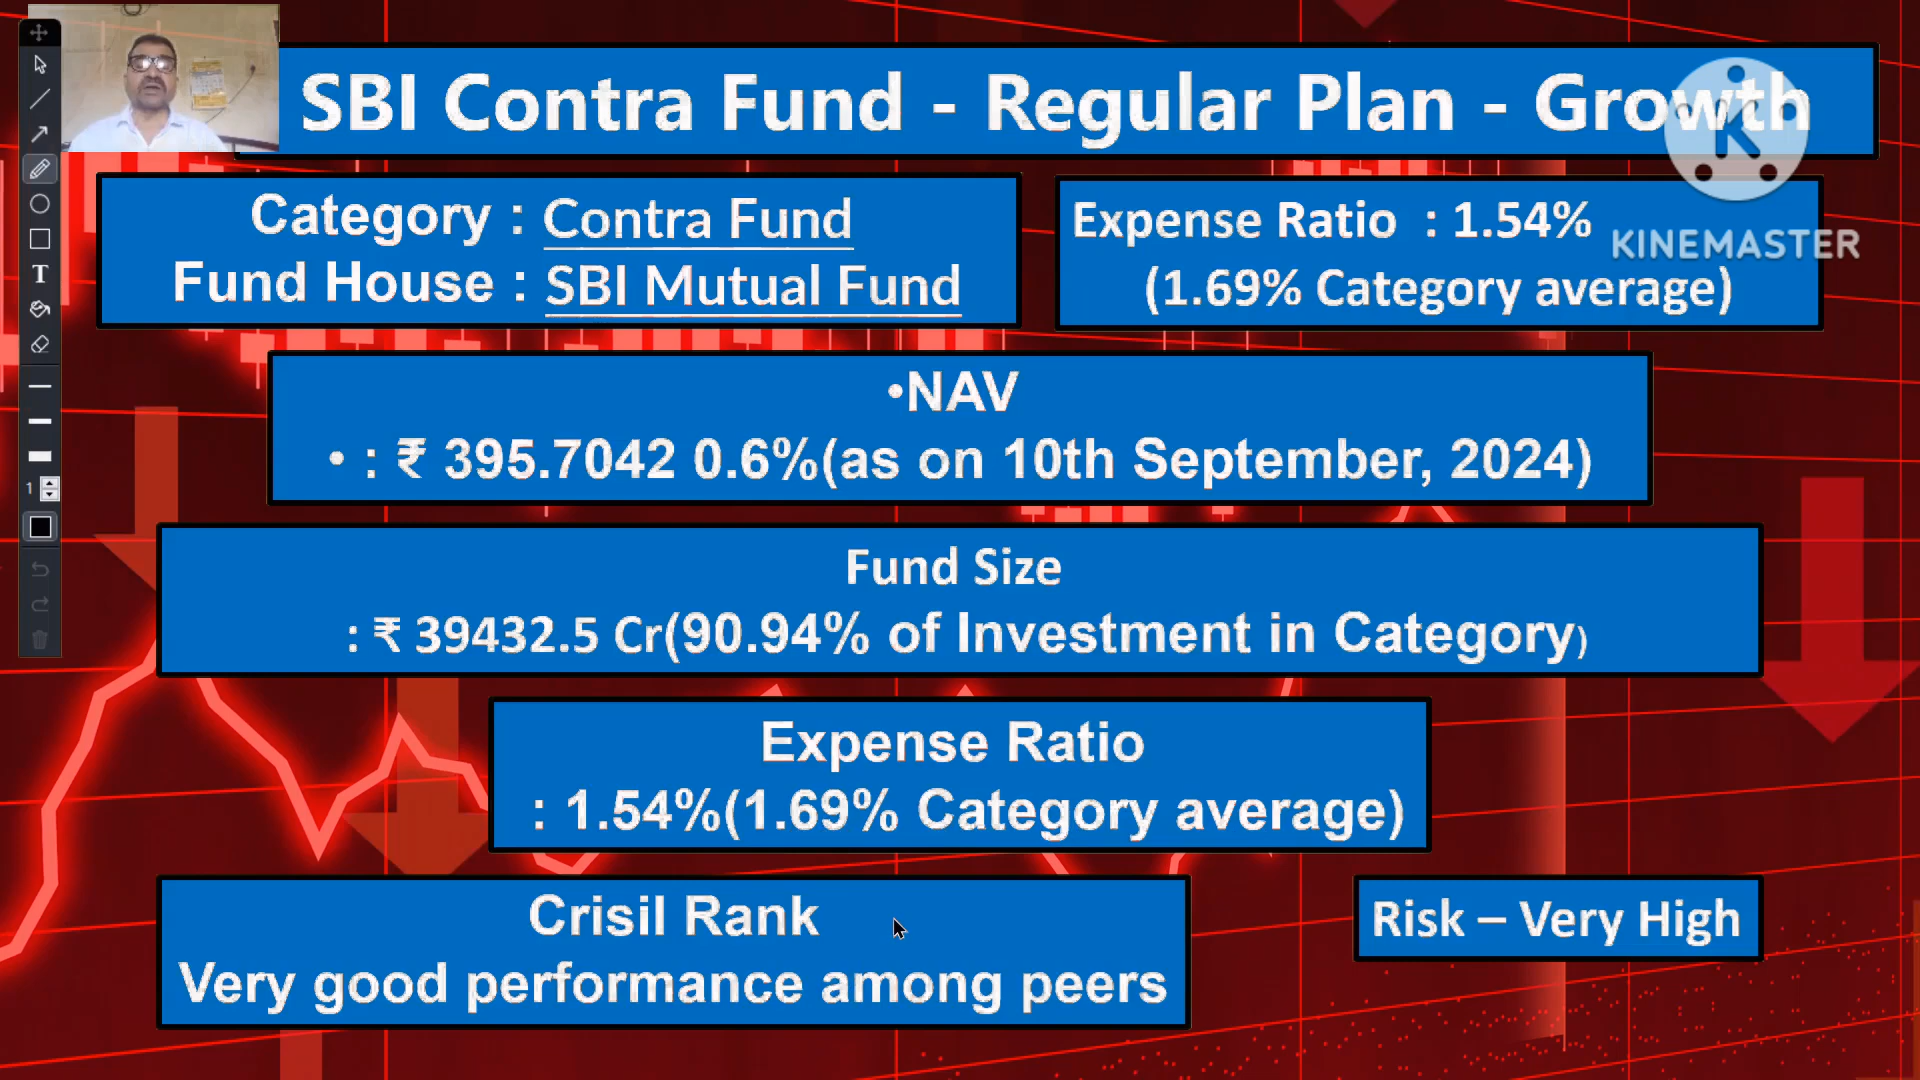 SBI Contra Fund - Regular Plan - Growth
Category : Contra Fund
Fund House : SBI Mutual Fund
Expense Ratio : 1.54%
(1.69% Category average)
KINEMASTER
•NAV
• : ₹ 395.7042 0.6%(as on 10th September, 2024)
Fund Size
: ₹ 39432.5 Cr(90.94% of Investment in Category)
Expense Ratio
: 1.54%(1.69% Category average)
Crisil Rank
Very good performance among peers
Risk – Very High
K
T
1